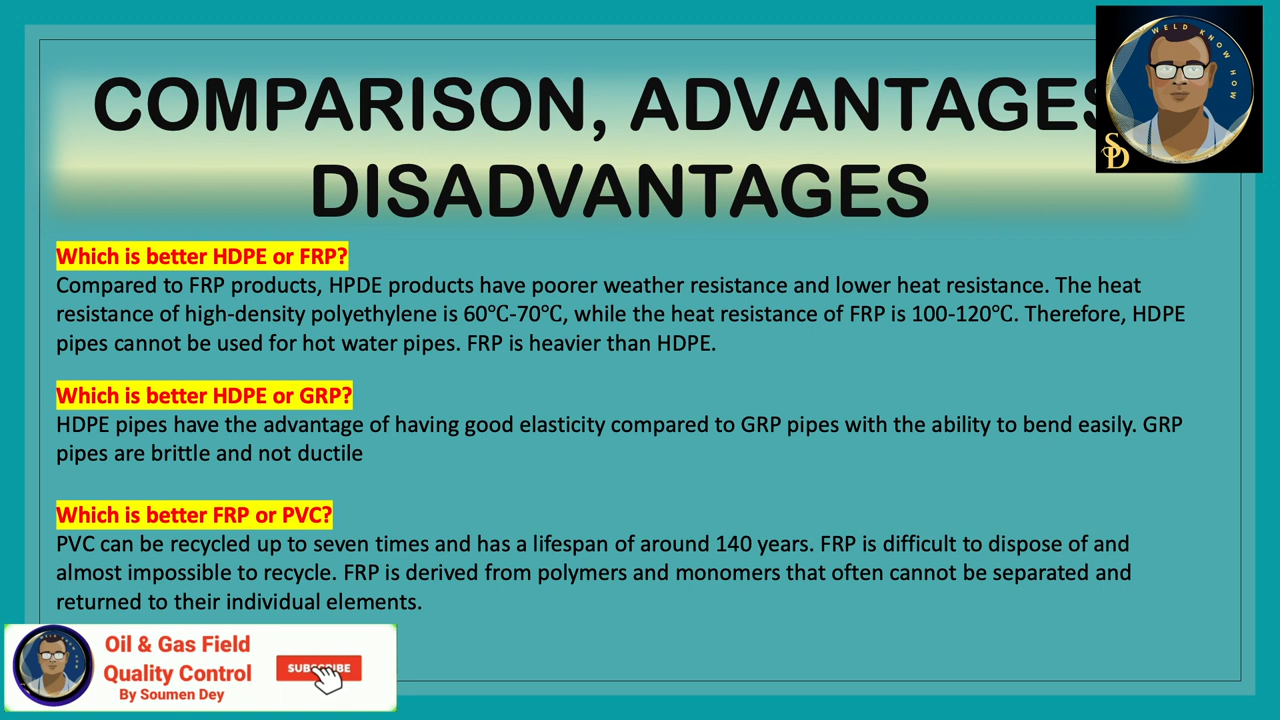 COMPARISON, ADVANTAGES
DISADVANTAGES
WELD KNOW HOW
SD
Which is better HDPE or FRP?
Compared to FRP products, HPDE products have poorer weather resistance and lower heat resistance. The heat
resistance of high-density polyethylene is 60℃-70℃, while the heat resistance of FRP is 100-120℃. Therefore, HDPE
pipes cannot be used for hot water pipes. FRP is heavier than HDPE.
Which is better HDPE or GRP?
HDPE pipes have the advantage of having good elasticity compared to GRP pipes with the ability to bend easily. GRP
pipes are brittle and not ductile
Which is better FRP or PVC?
PVC can be recycled up to seven times and has a lifespan of around 140 years. FRP is difficult to dispose of and
almost impossible to recycle. FRP is derived from polymers and monomers that often cannot be separated and
returned to their individual elements.
WELD KNOW HOW
Oil & Gas Field
Quality Control
By Soumen Dey
SUBSCRIBE